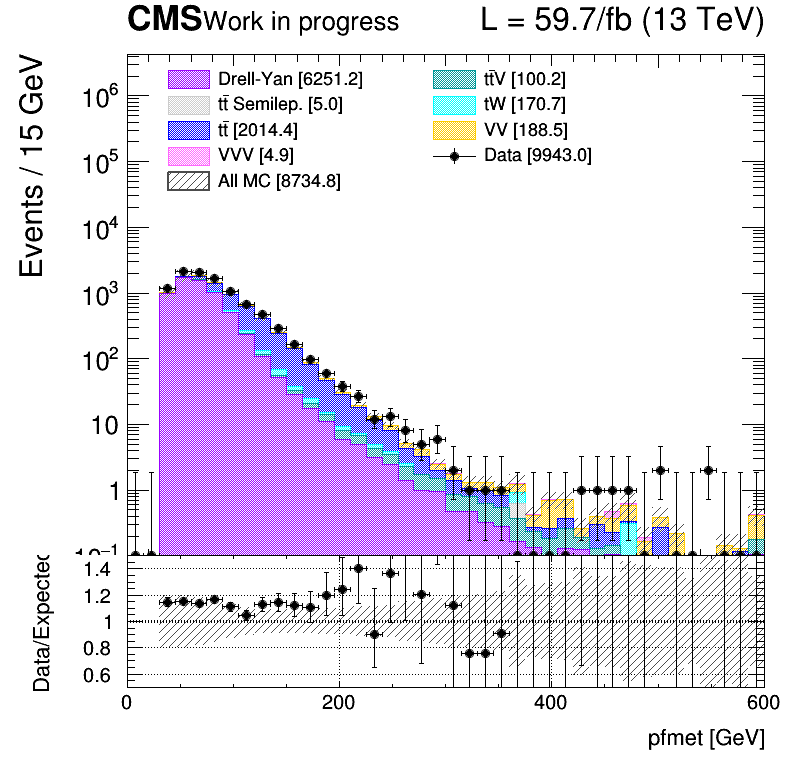 CMS Work in progress L = 59.7/fb (13 TeV)
Events / 15 GeV
Drell-Yan [6251.2]
tt̄ Semilep. [5.0]
tt̄ [2014.4]
VVV [4.9]
All MC [8734.8]
tt̄V [100.2]
tW [170.7]
VV [188.5]
Data [9943.0]
10⁶
10⁵
10⁴
10³
10²
10
1
10⁻¹
Data/Expected
1.4
1.2
1
0.8
0.6
0 200 400 600
pfmet [GeV]